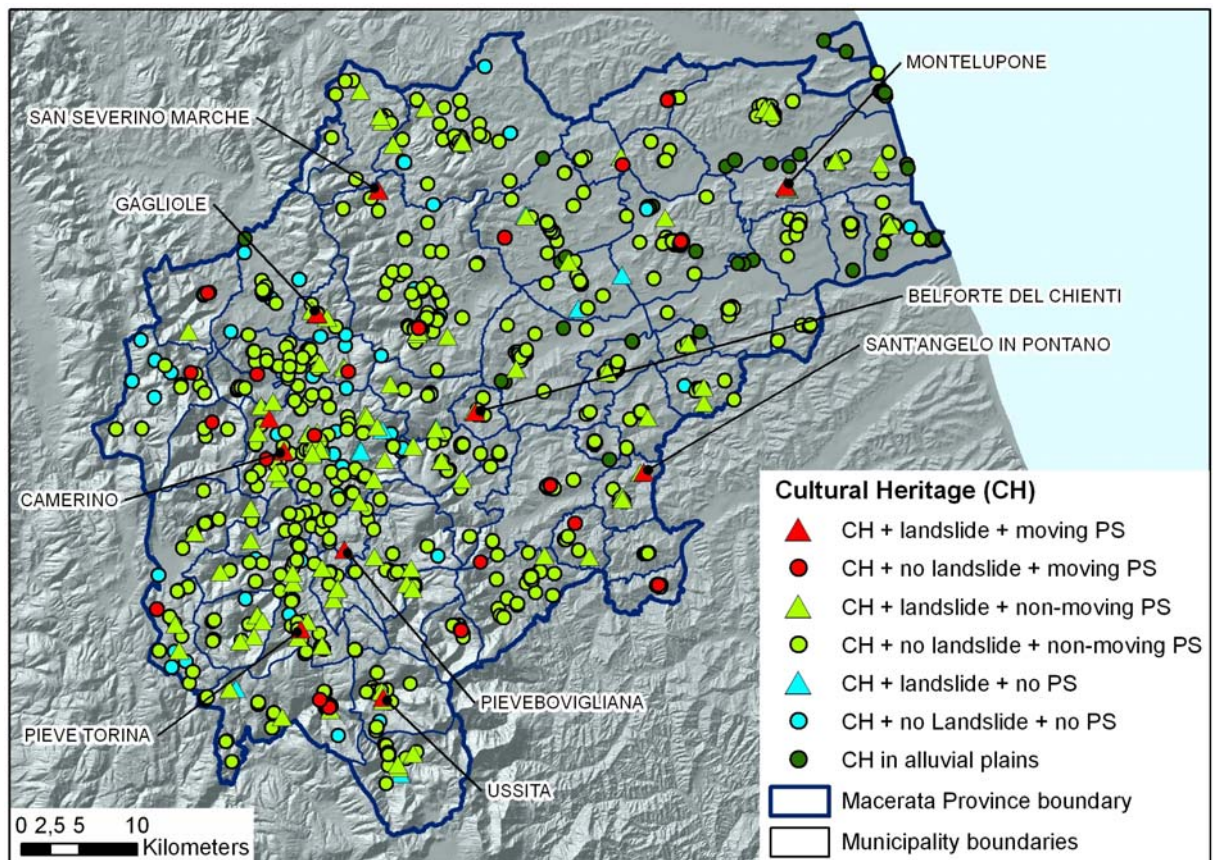 MONTELUPONE
SAN SEVERINO MARCHE
GAGLIOLE
BELFORTE DEL CHIENTI
SANT'ANGELO IN PONTANO
CAMERINO
PIEVEBOVIGLIANA
PIEVE TORINA
USSITA
Cultural Heritage (CH)
CH + landslide + moving PS
CH + no landslide + moving PS
CH + landslide + non-moving PS
CH + no landslide + non-moving PS
CH + landslide + no PS
CH + no Landslide + no PS
CH in alluvial plains
Macerata Province boundary
Municipality boundaries
0 2,5 5 10
Kilometers